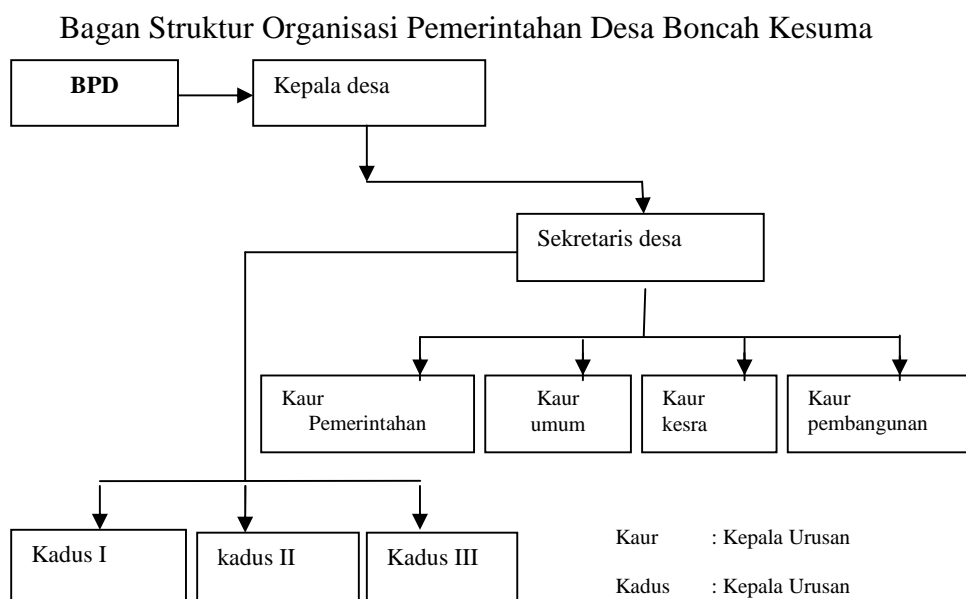 Bagan Struktur Organisasi Pemerintahan Desa Boncah Kesuma
BPD
Kepala desa
Sekretaris desa
Kaur
Pemerintahan
Kaur
umum
Kaur
kesra
Kaur
pembangunan
Kadus I
kadus II
Kadus III
Kaur : Kepala Urusan
Kadus : Kepala Urusan